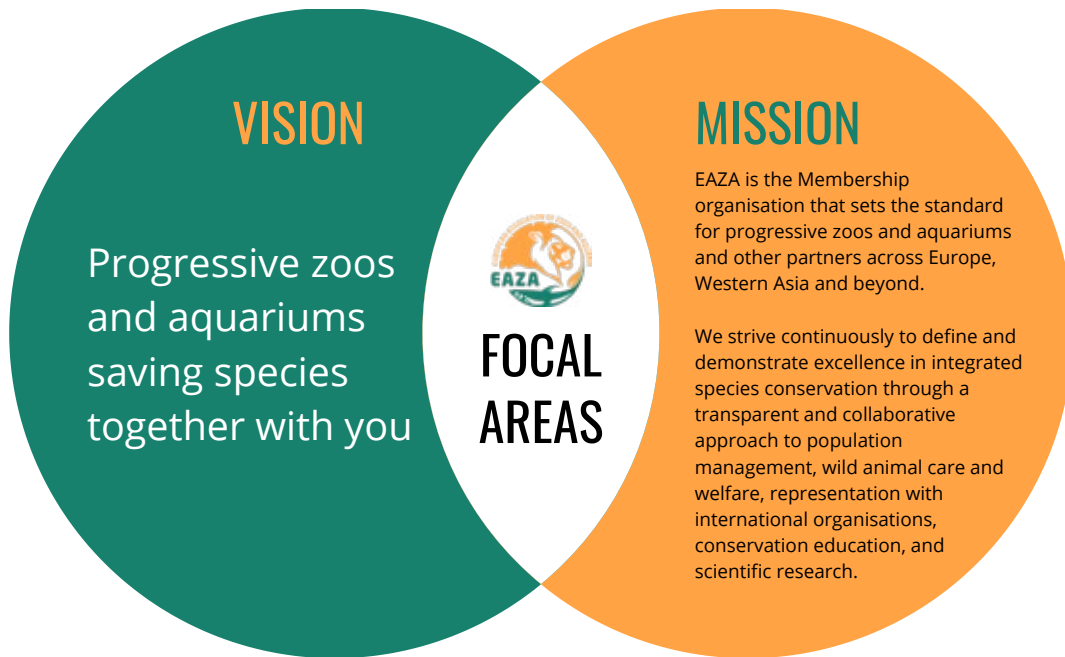 VISION
Progressive zoos
and aquariums
saving species
together with you
EAZA
FOCAL
AREAS
MISSION
EAZA is the Membership
organisation that sets the standard
for progressive zoos and aquariums
and other partners across Europe,
Western Asia and beyond.
We strive continuously to define and
demonstrate excellence in integrated
species conservation through a
transparent and collaborative
approach to population
management, wild animal care and
welfare, representation with
international organisations,
conservation education, and
scientific research.